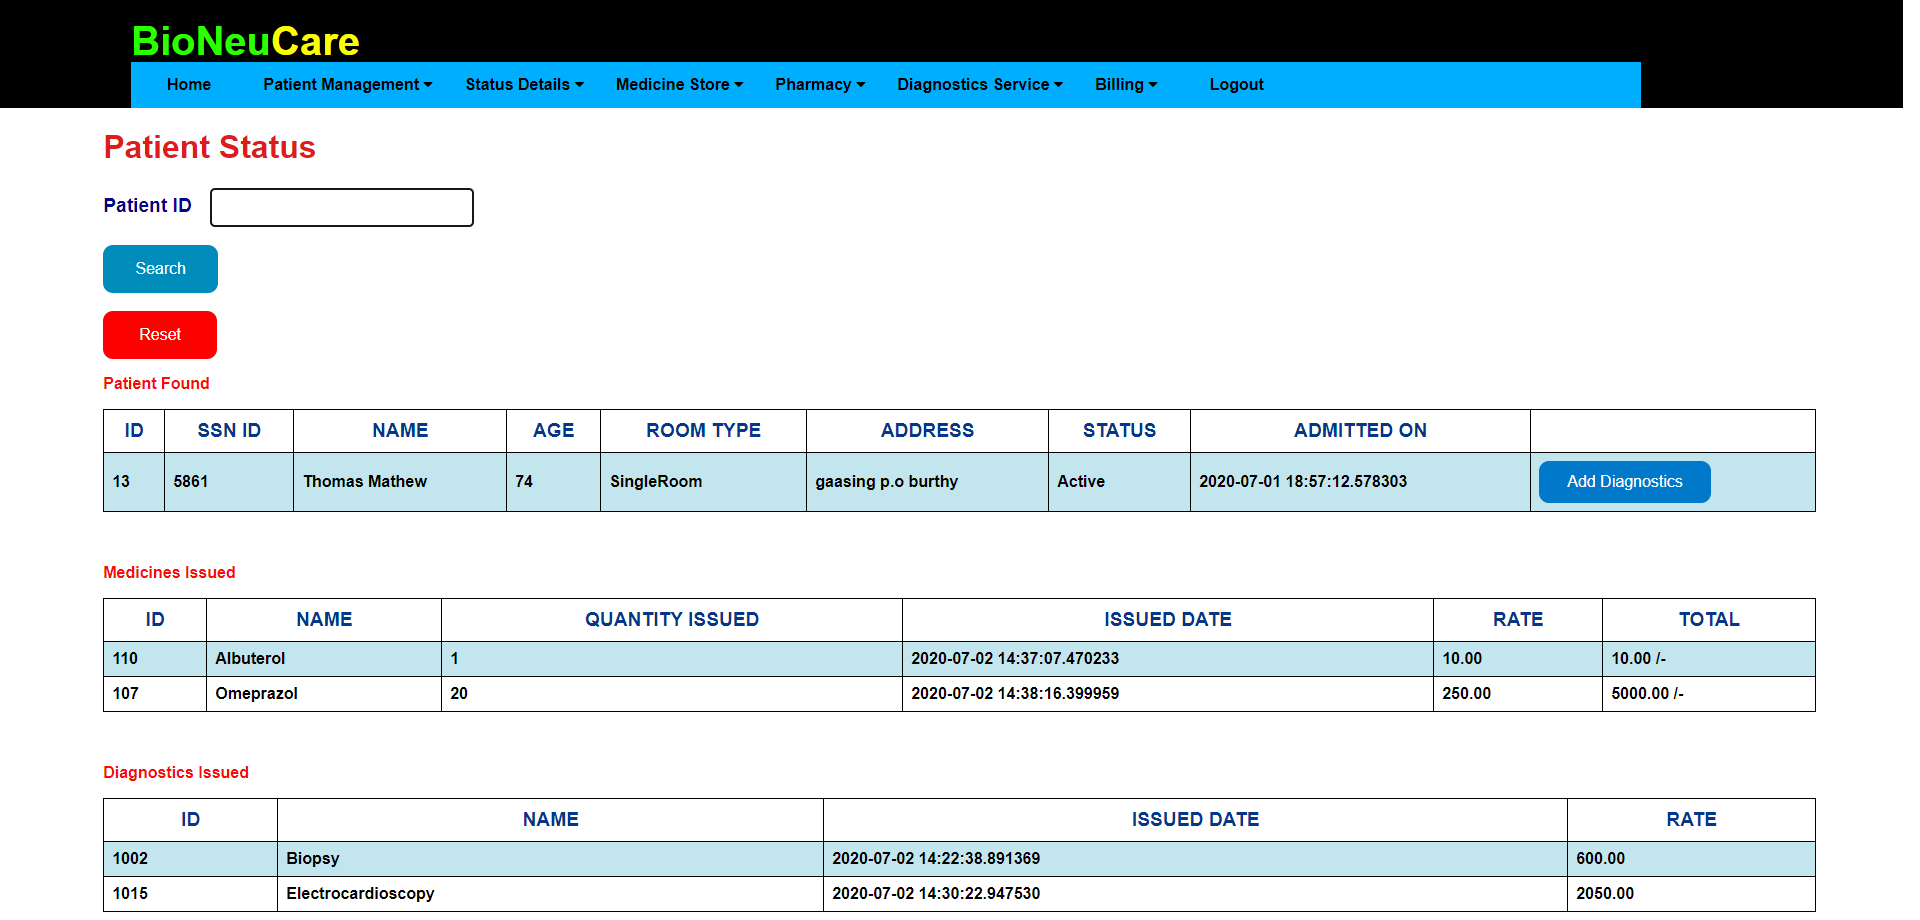 BioNeuCare
Home Patient Management Status Details Medicine Store Pharmacy Diagnostics Service Billing Logout
Patient Status
Patient ID
Search
Reset
Patient Found
ID SSN ID NAME AGE ROOM TYPE ADDRESS STATUS ADMITTED ON
13 5861 Thomas Mathew 74 SingleRoom gaasing p.o burthy Active 2020-07-01 18:57:12.578303 Add Diagnostics
Medicines Issued
ID NAME QUANTITY ISSUED ISSUED DATE RATE TOTAL
110 Albuterol 1 2020-07-02 14:37:07.470233 10.00 10.00 /-
107 Omeprazol 20 2020-07-02 14:38:16.399959 250.00 5000.00 /-
Diagnostics Issued
ID NAME ISSUED DATE RATE
1002 Biopsy 2020-07-02 14:22:38.891369 600.00
1015 Electrocardioscopy 2020-07-02 14:30:22.947530 2050.00